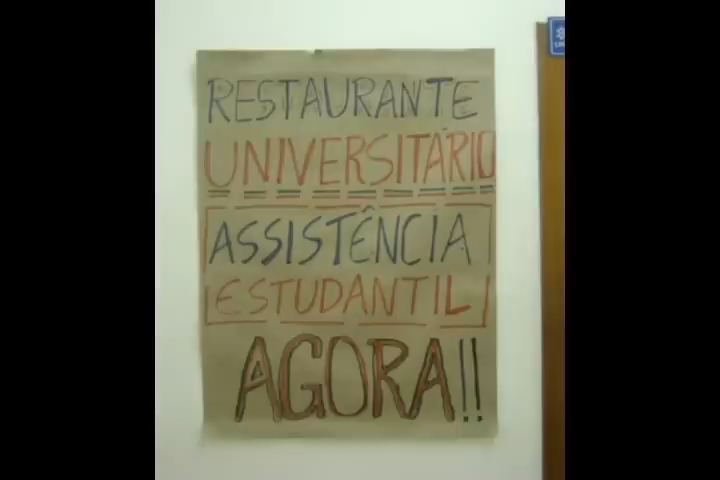 RESTAURANTE
UNIVERSITÁRIO
ASSISTÊNCIA
ESTUDANTIL
AGORA!!